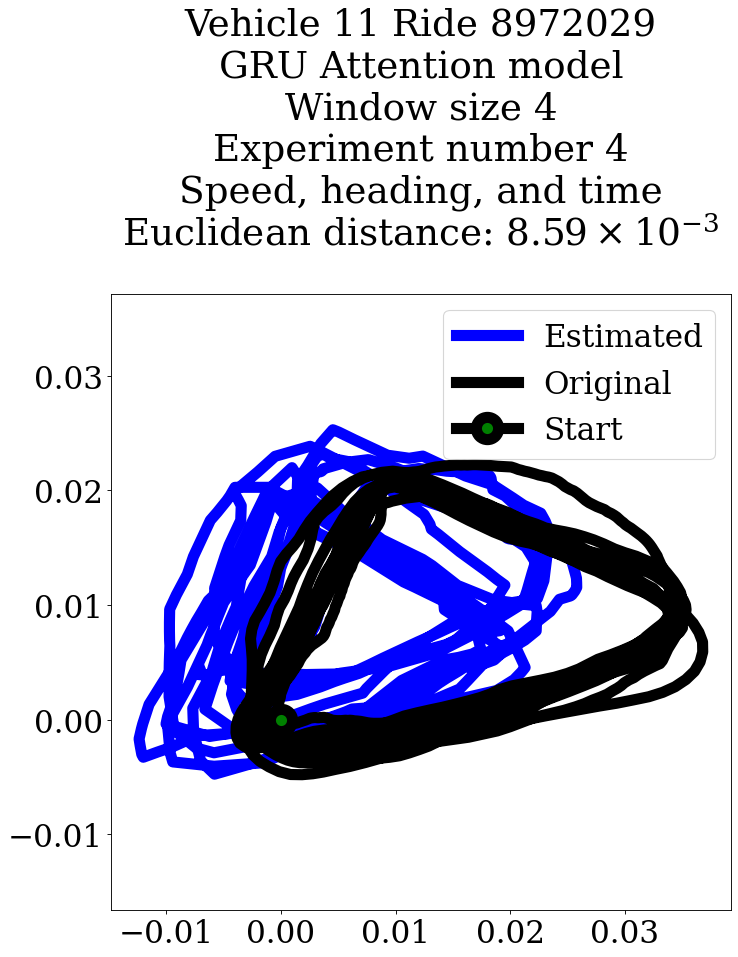 Vehicle 11 Ride 8972029
GRU Attention model
Window size 4
Experiment number 4
Speed, heading, and time
Euclidean distance: 8.59 × 10⁻³
Estimated
Original
Start
0.03
0.02
0.01
0.00
−0.01
−0.01 0.00 0.01 0.02 0.03